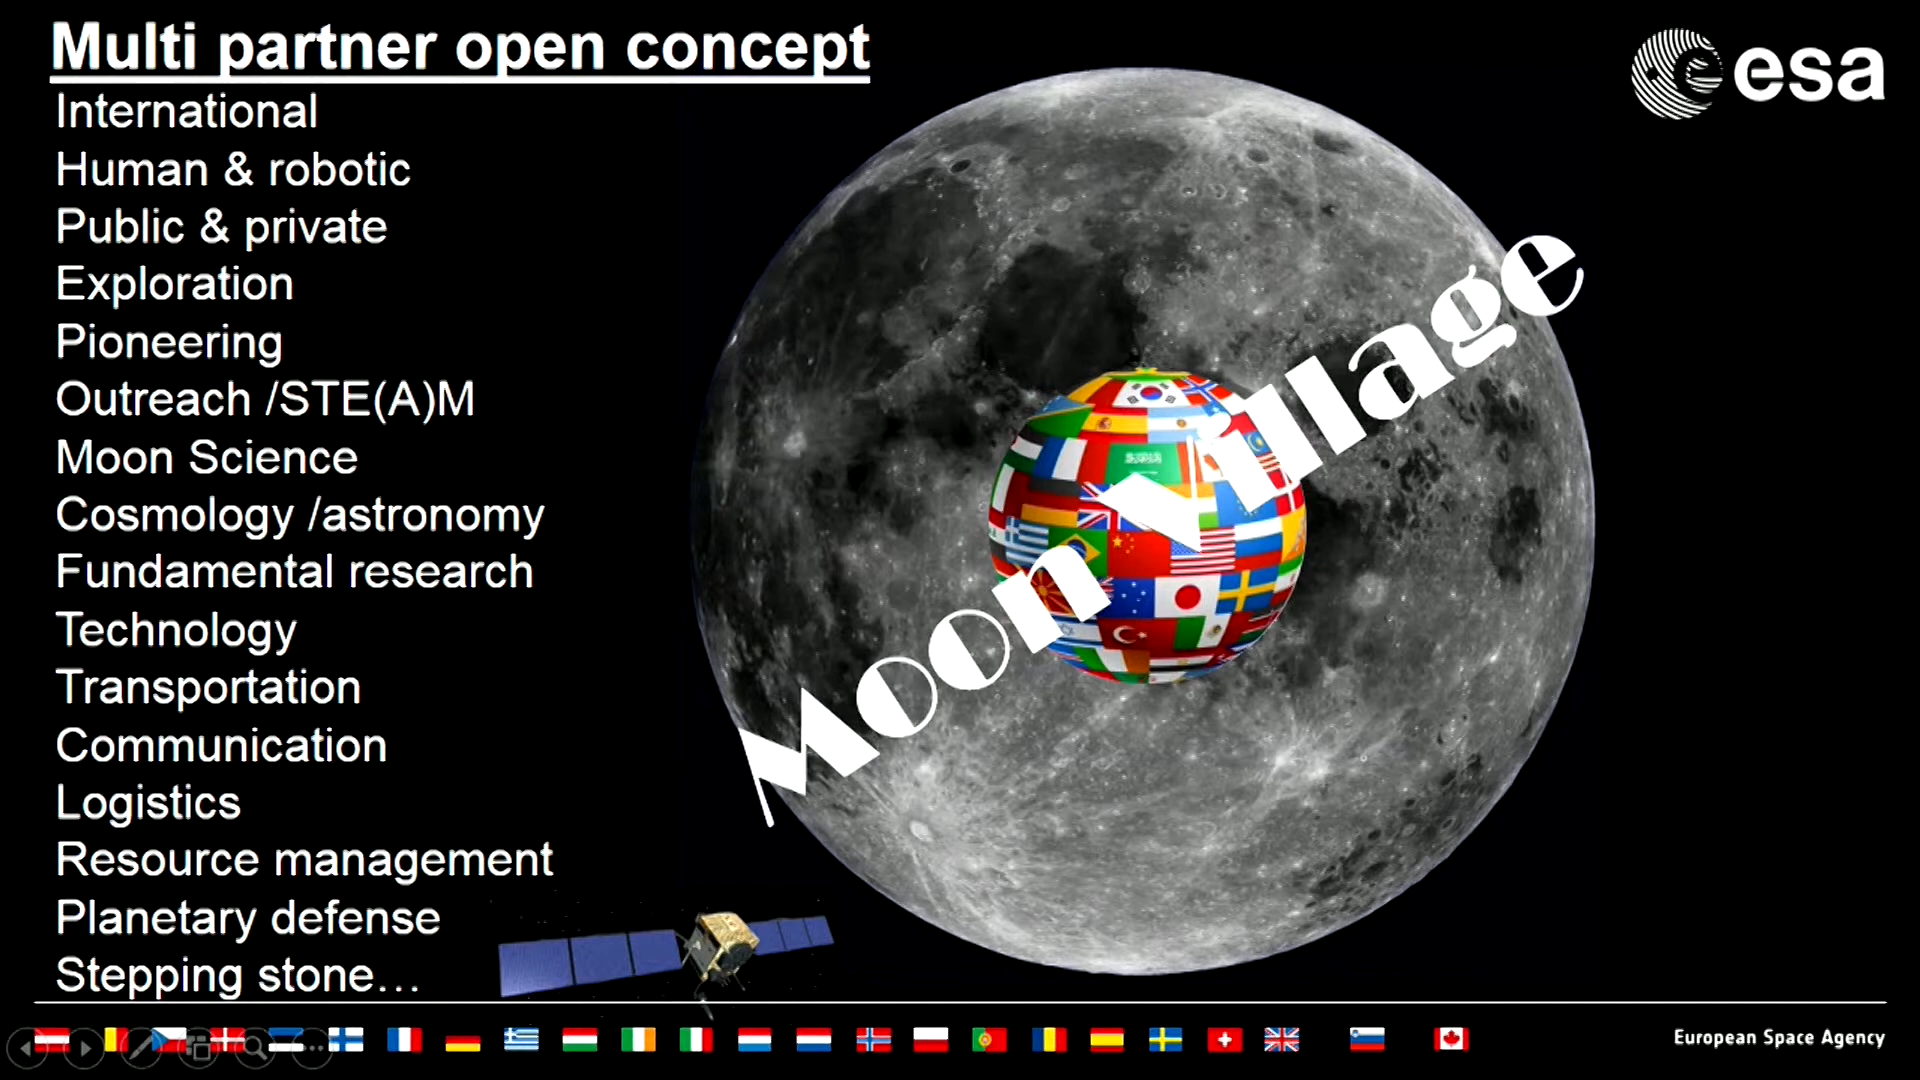 Multi partner open concept
International
Human & robotic
Public & private
Exploration
Pioneering
Outreach /STE(A)M
Moon Science
Cosmology /astronomy
Fundamental research
Technology
Transportation
Communication
Logistics
Resource management
Planetary defense
Stepping stone…
esa
Moon Village
European Space Agency